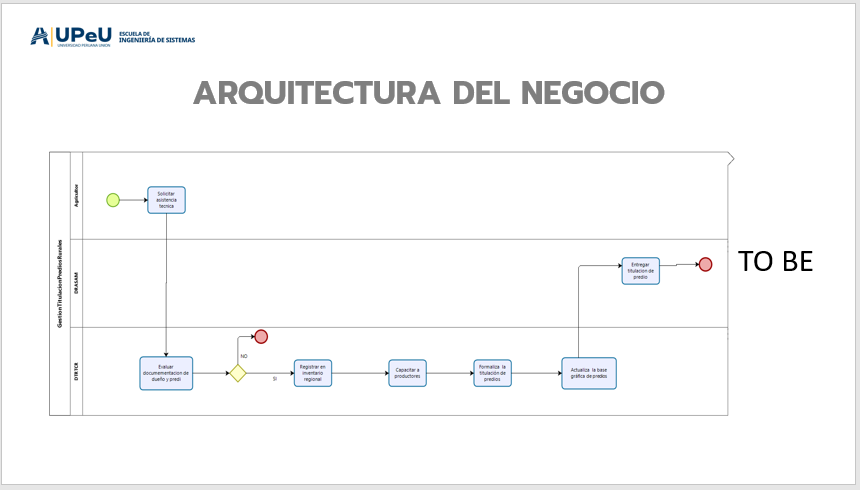 UPeU
UNIVERSIDAD PERUANA UNION
ESCUELA DE
INGENIERÍA DE SISTEMAS
ARQUITECTURA DEL NEGOCIO
GestionTitulacionPrediosRurales
Agricultor
Solicitar
asistencia
tecnica
DRASAM
Entregar
titulacion de
predio
TO BE
DTRTCR
Evaluar
documementacion de
dueño y predi
NO
SI
Registrar en
inventario
regional
Capacitar a
productores
Formaliza la
titulación de
predios
Actualiza la base
gráfica de predios